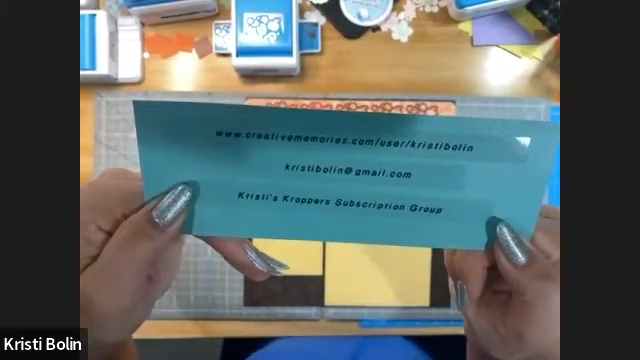 www.creativememories.com/user/kristibolin
kristibolin@gmail.com
Kristi's Kroppers Subscription Group
Kristi Bolin